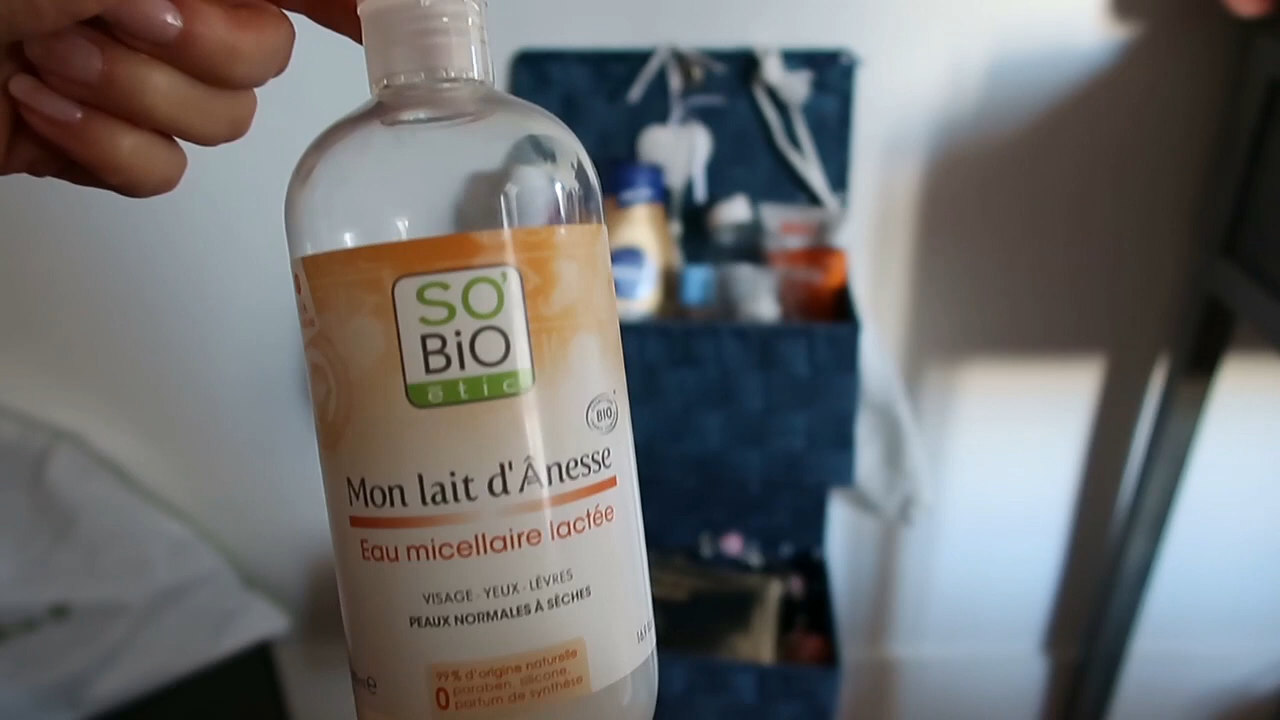 SO'
BiO
étic
BIO
Mon lait d'Ânesse
Eau micellaire lactée
VISAGE - YEUX - LÈVRES
PEAUX NORMALES À SÈCHES
99% d'origine naturelle
0 paraben, silicone,
parfum de synthèse